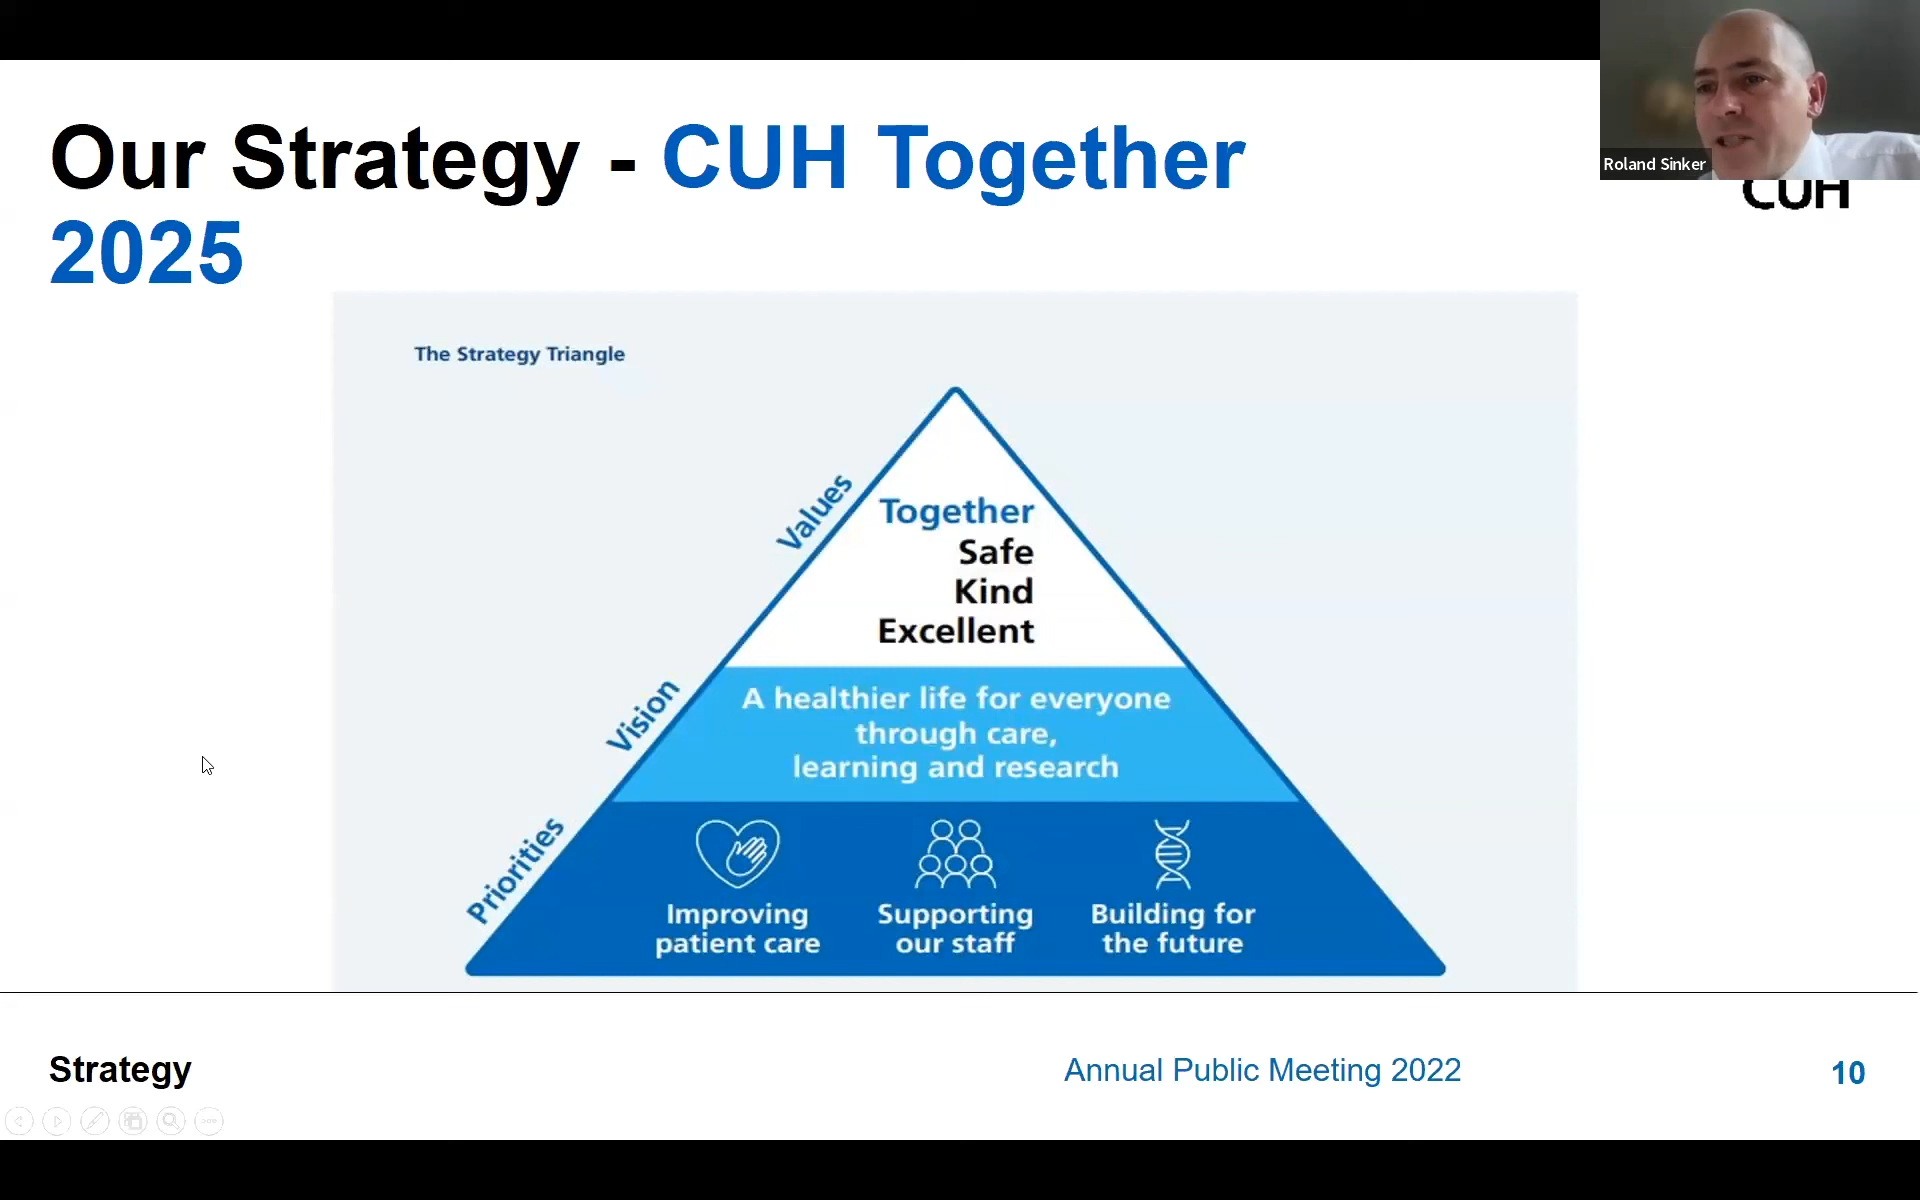 Our Strategy - CUH Together
2025
Roland Sinker
CUH
The Strategy Triangle
Values
Together
Safe
Kind
Excellent
Vision
A healthier life for everyone
through care,
learning and research
Priorities
Improving
patient care
Supporting
our staff
Building for
the future
Strategy
Annual Public Meeting 2022
10